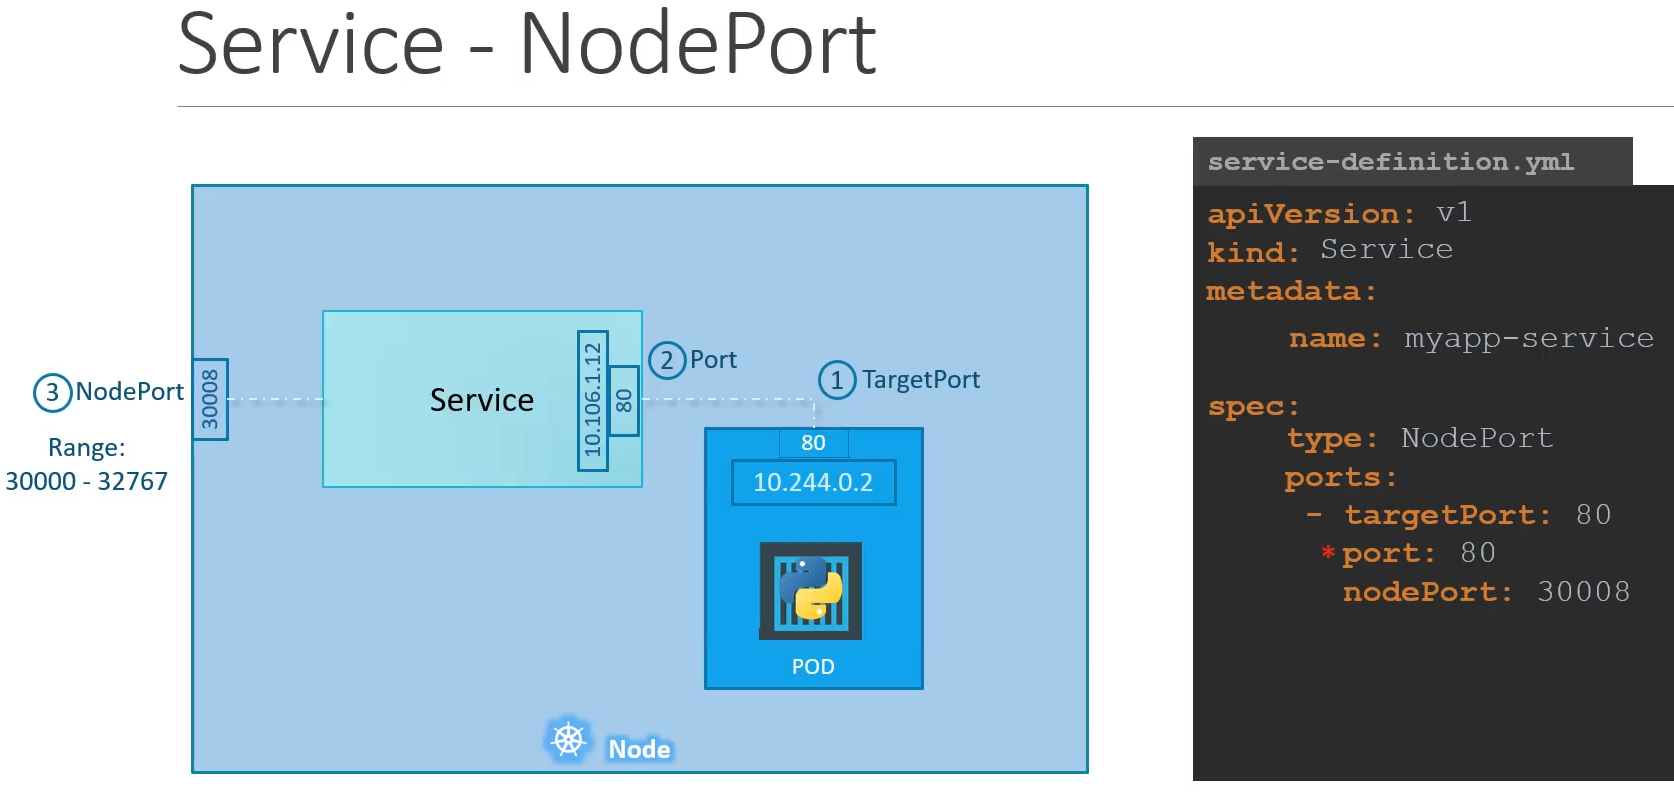 Service - NodePort
service-definition.yml
apiVersion: v1
kind: Service
metadata:
name: myapp-service
spec:
type: NodePort
ports:
- targetPort: 80
*port: 80
nodePort: 30008
3 NodePort
Range:
30000 - 32767
30008
Service
10.106.1.12
80
2 Port
1 TargetPort
80
10.244.0.2
POD
Node